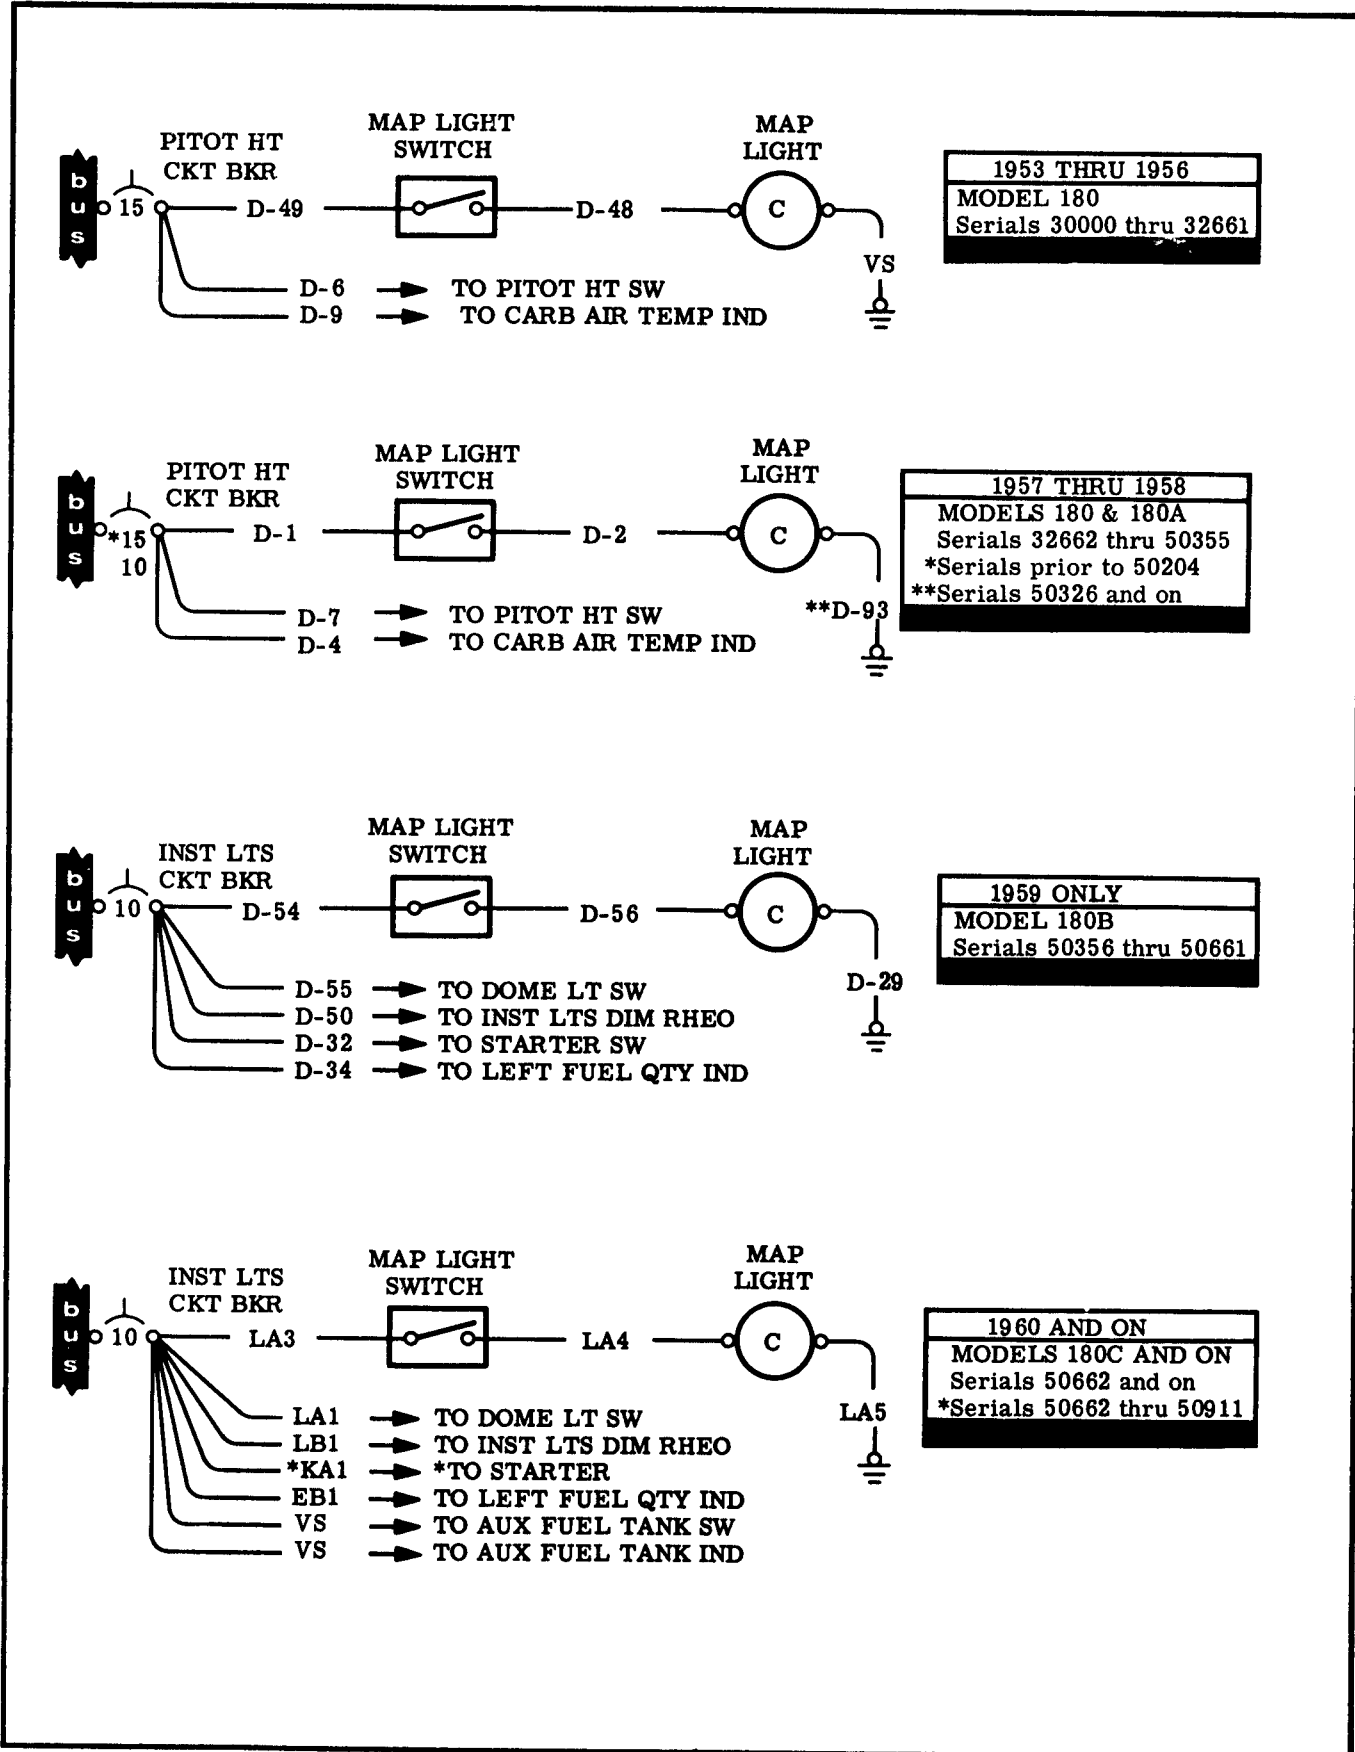 PITOT HT
CKT BKR
MAP LIGHT
SWITCH
MAP
LIGHT
bus
15
D-49
D-48
C
VS
D-6 TO PITOT HT SW
D-9 TO CARB AIR TEMP IND
1953 THRU 1956
MODEL 180
Serials 30000 thru 32661
PITOT HT
CKT BKR
MAP LIGHT
SWITCH
MAP
LIGHT
bus
*15
10
D-1
D-2
C
**D-93
D-7 TO PITOT HT SW
D-4 TO CARB AIR TEMP IND
1957 THRU 1958
MODELS 180 & 180A
Serials 32662 thru 50355
*Serials prior to 50204
**Serials 50326 and on
INST LTS
CKT BKR
MAP LIGHT
SWITCH
MAP
LIGHT
bus
10
D-54
D-56
C
D-29
D-55 TO DOME LT SW
D-50 TO INST LTS DIM RHEO
D-32 TO STARTER SW
D-34 TO LEFT FUEL QTY IND
1959 ONLY
MODEL 180B
Serials 50356 thru 50661
INST LTS
CKT BKR
MAP LIGHT
SWITCH
MAP
LIGHT
bus
10
LA3
LA4
C
LA5
LA1 TO DOME LT SW
LB1 TO INST LTS DIM RHEO
*KA1 *TO STARTER
EB1 TO LEFT FUEL QTY IND
VS TO AUX FUEL TANK SW
VS TO AUX FUEL TANK IND
1960 AND ON
MODELS 180C AND ON
Serials 50662 and on
*Serials 50662 thru 50911